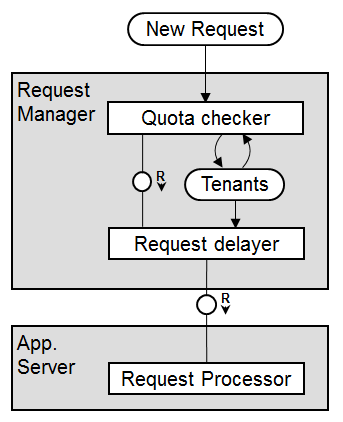 New Request
Request
Manager
Quota checker
R
Tenants
Request delayer
R
App.
Server
Request Processor